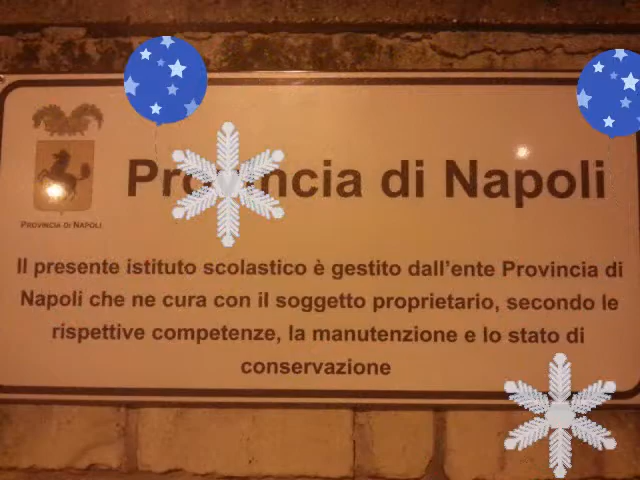 Provincia di Napoli
PROVINCIA DI NAPOLI
Il presente istituto scolastico è gestito dall'ente Provincia di
Napoli che ne cura con il soggetto proprietario, secondo le
rispettive competenze, la manutenzione e lo stato di
conservazione